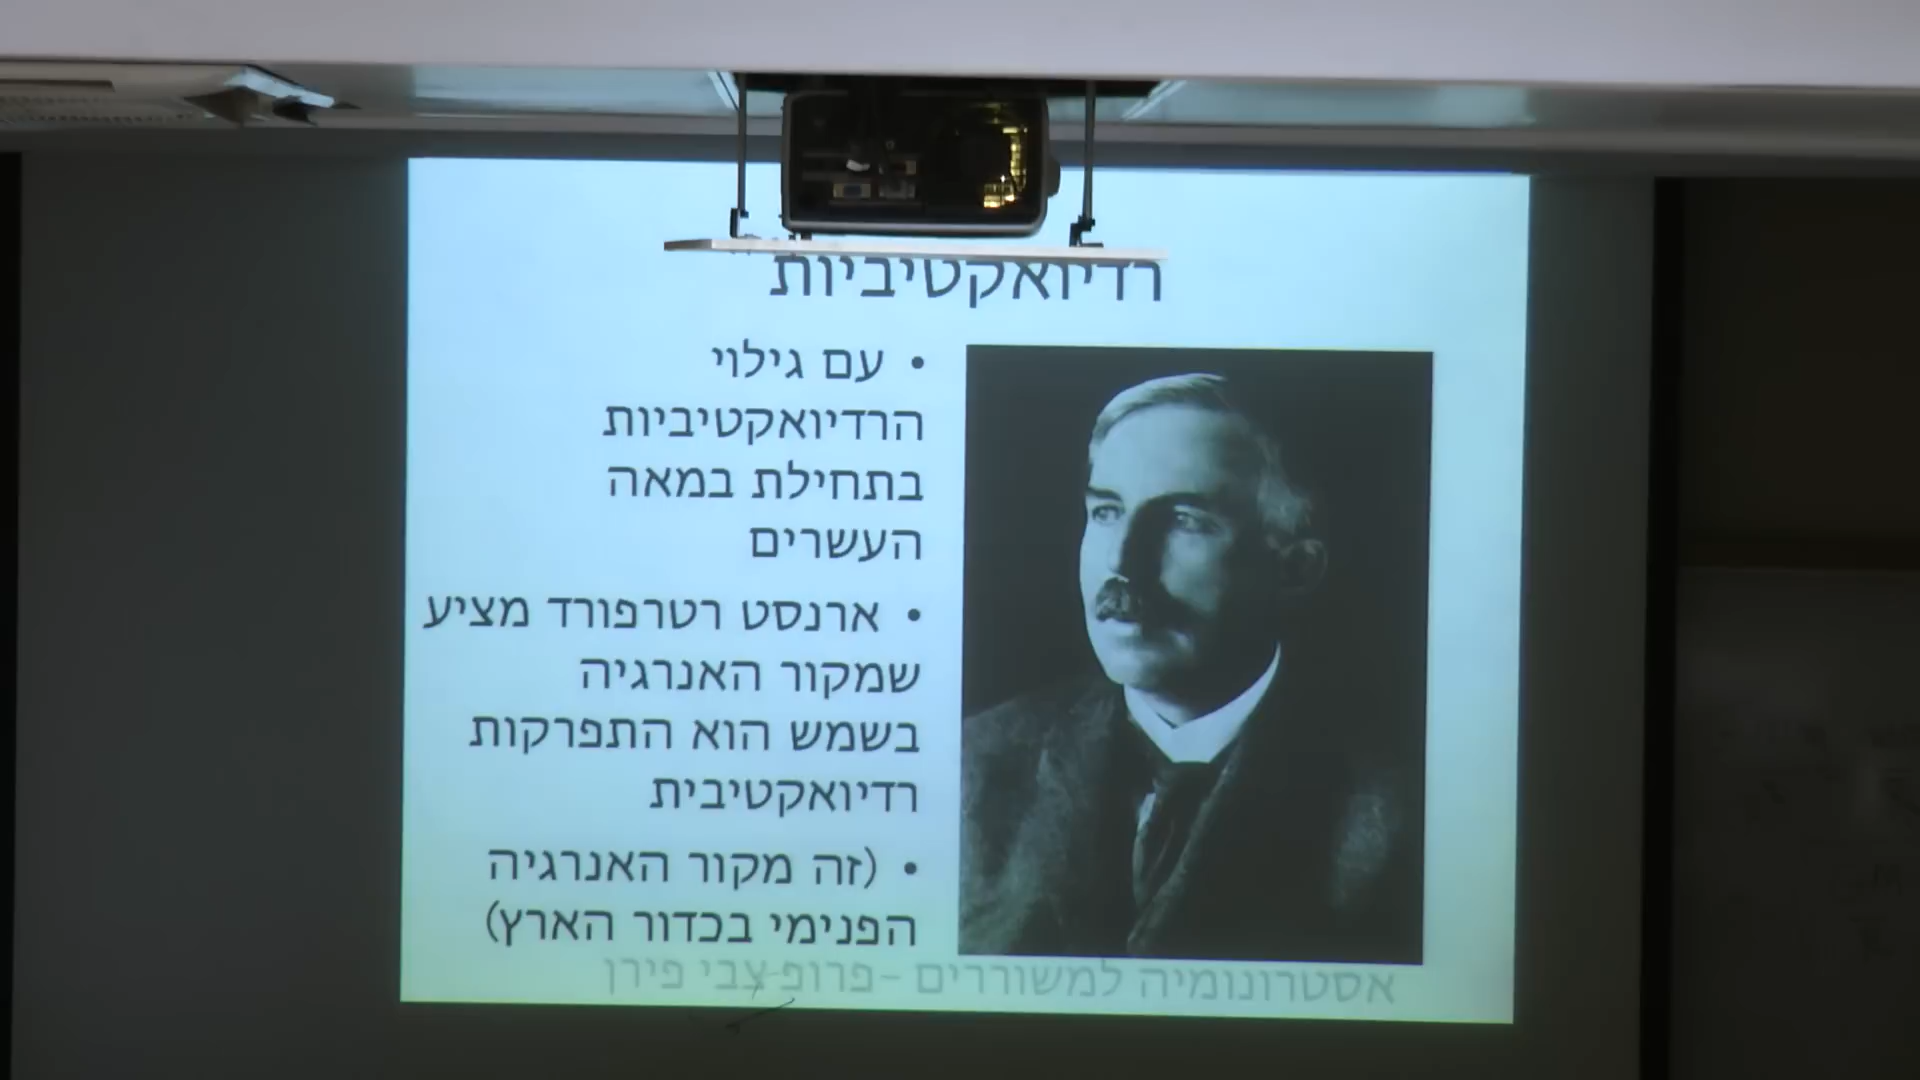 רדיואקטיביות
• עם גילוי
הרדיואקטיביות
בתחילת במאה
העשרים
• ארנסט רטרפורד מציע
שמקור האנרגיה
בשמש הוא התפרקות
רדיואקטיבית
• (זה מקור האנרגיה
הפנימי בכדור הארץ)
אסטרונומיה למשוררים -פרופ צבי פירן